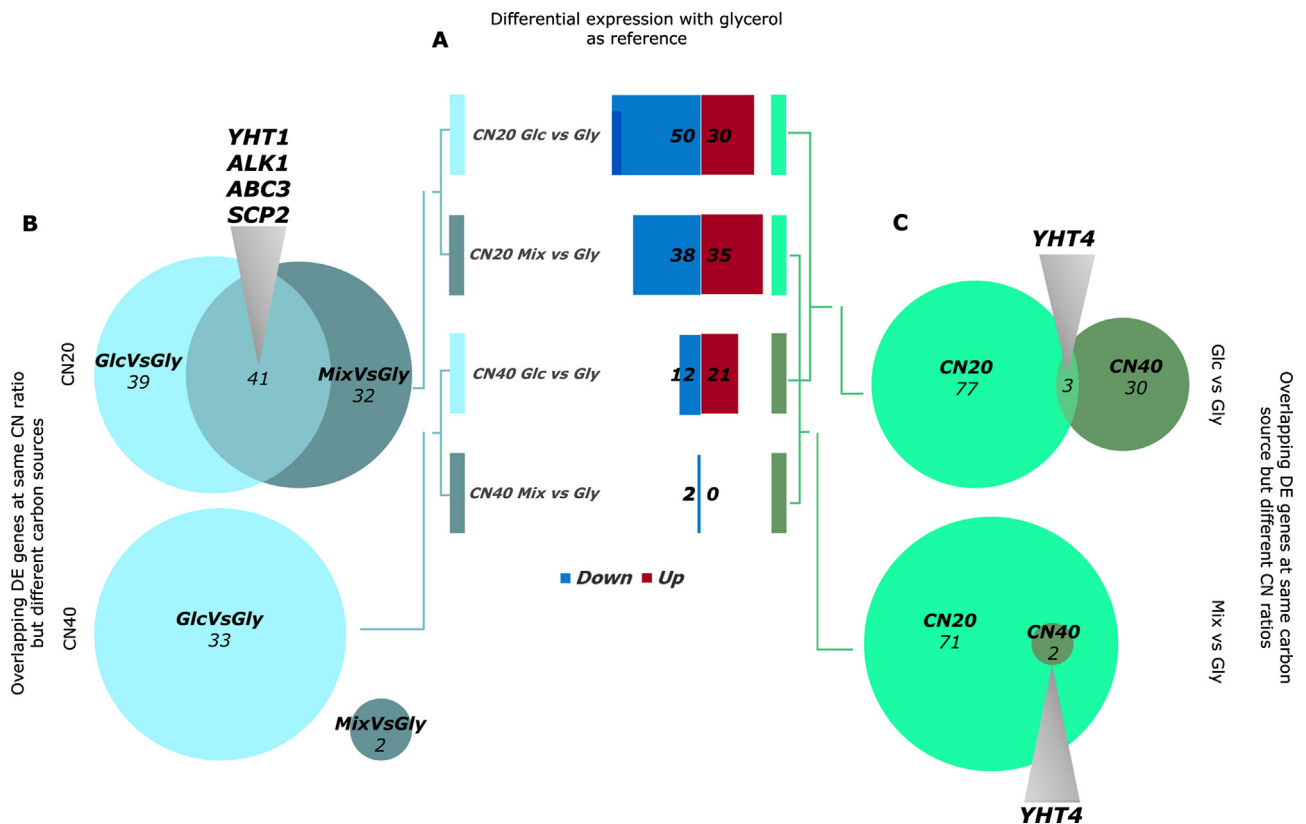 Differential expression with glycerol
as reference
A
B
YHT1
ALK1
ABC3
SCP2
CN20
GlcVsGly
39
41
MixVsGly
32
CN40
GlcVsGly
33
MixVsGly
2
Overlapping DE genes at same CN ratio
but different carbon sources
CN20 Glc vs Gly
50 30
CN20 Mix vs Gly
38 35
CN40 Glc vs Gly
12 21
CN40 Mix vs Gly
2 0
Down Up
C
YHT4
CN20
77
3
CN40
30
Glc vs Gly
CN20
71
CN40
2
YHT4
Mix vs Gly
Overlapping DE genes at same carbon
source but different CN ratios